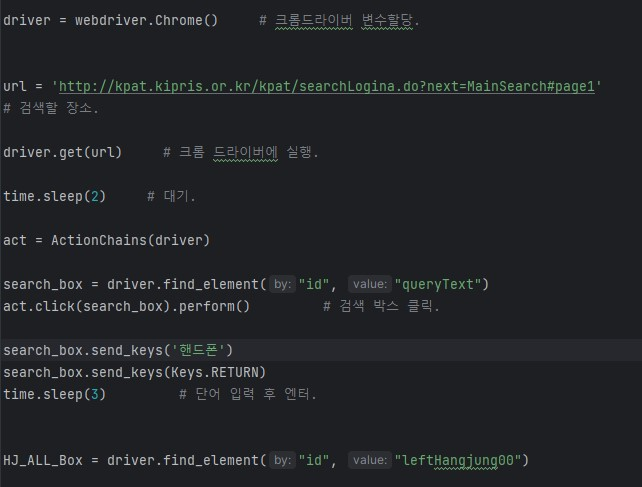 driver = webdriver.Chrome()     # 크롬드라이버 변수할당.
url = 'http://kpat.kipris.or.kr/kpat/searchLogina.do?next=MainSearch#page1'
# 검색할 장소.
driver.get(url)     # 크롬 드라이버에 실행.
time.sleep(2)     # 대기.
act = ActionChains(driver)
search_box = driver.find_element( by: "id",  value: "queryText")
act.click(search_box).perform()         # 검색 박스 클릭.
search_box.send_keys('핸드폰')
search_box.send_keys(Keys.RETURN)
time.sleep(3)         # 단어 입력 후 엔터.
HJ_ALL_Box = driver.find_element( by: "id",  value: "leftHangjung00")